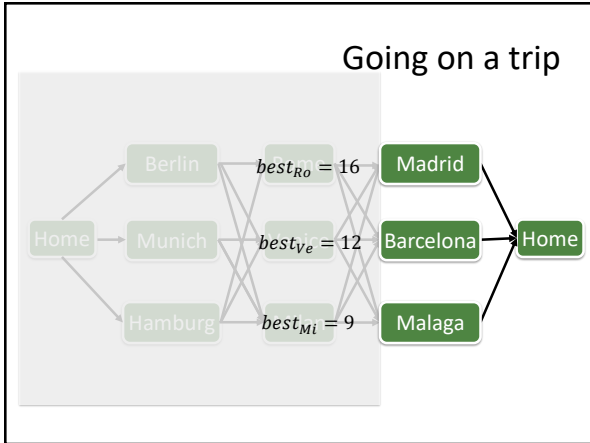 Going on a trip
Berlin
best_Ro = 16
Madrid
Home
Munich
best_Ve = 12
Barcelona
Home
Hamburg
best_Mi = 9
Malaga